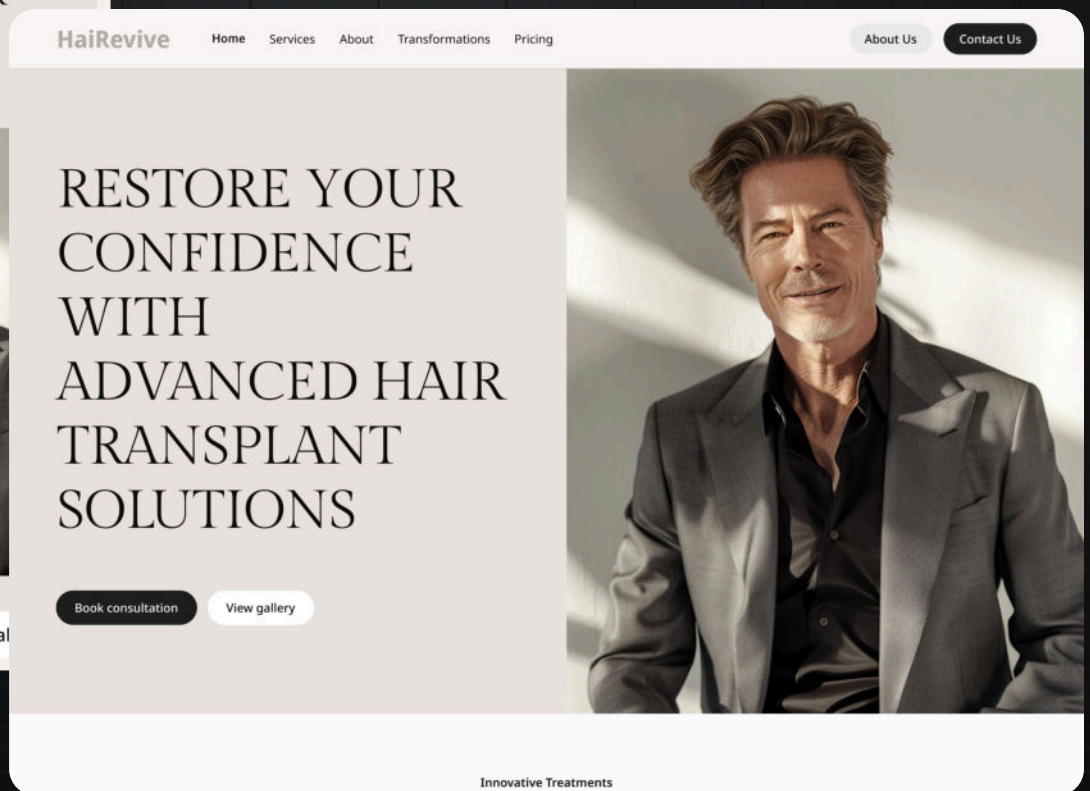 HaiRevive
Home Services About Transformations Pricing
About Us Contact Us
RESTORE YOUR
CONFIDENCE
WITH
ADVANCED HAIR
TRANSPLANT
SOLUTIONS
Book consultation View gallery
Innovative Treatments